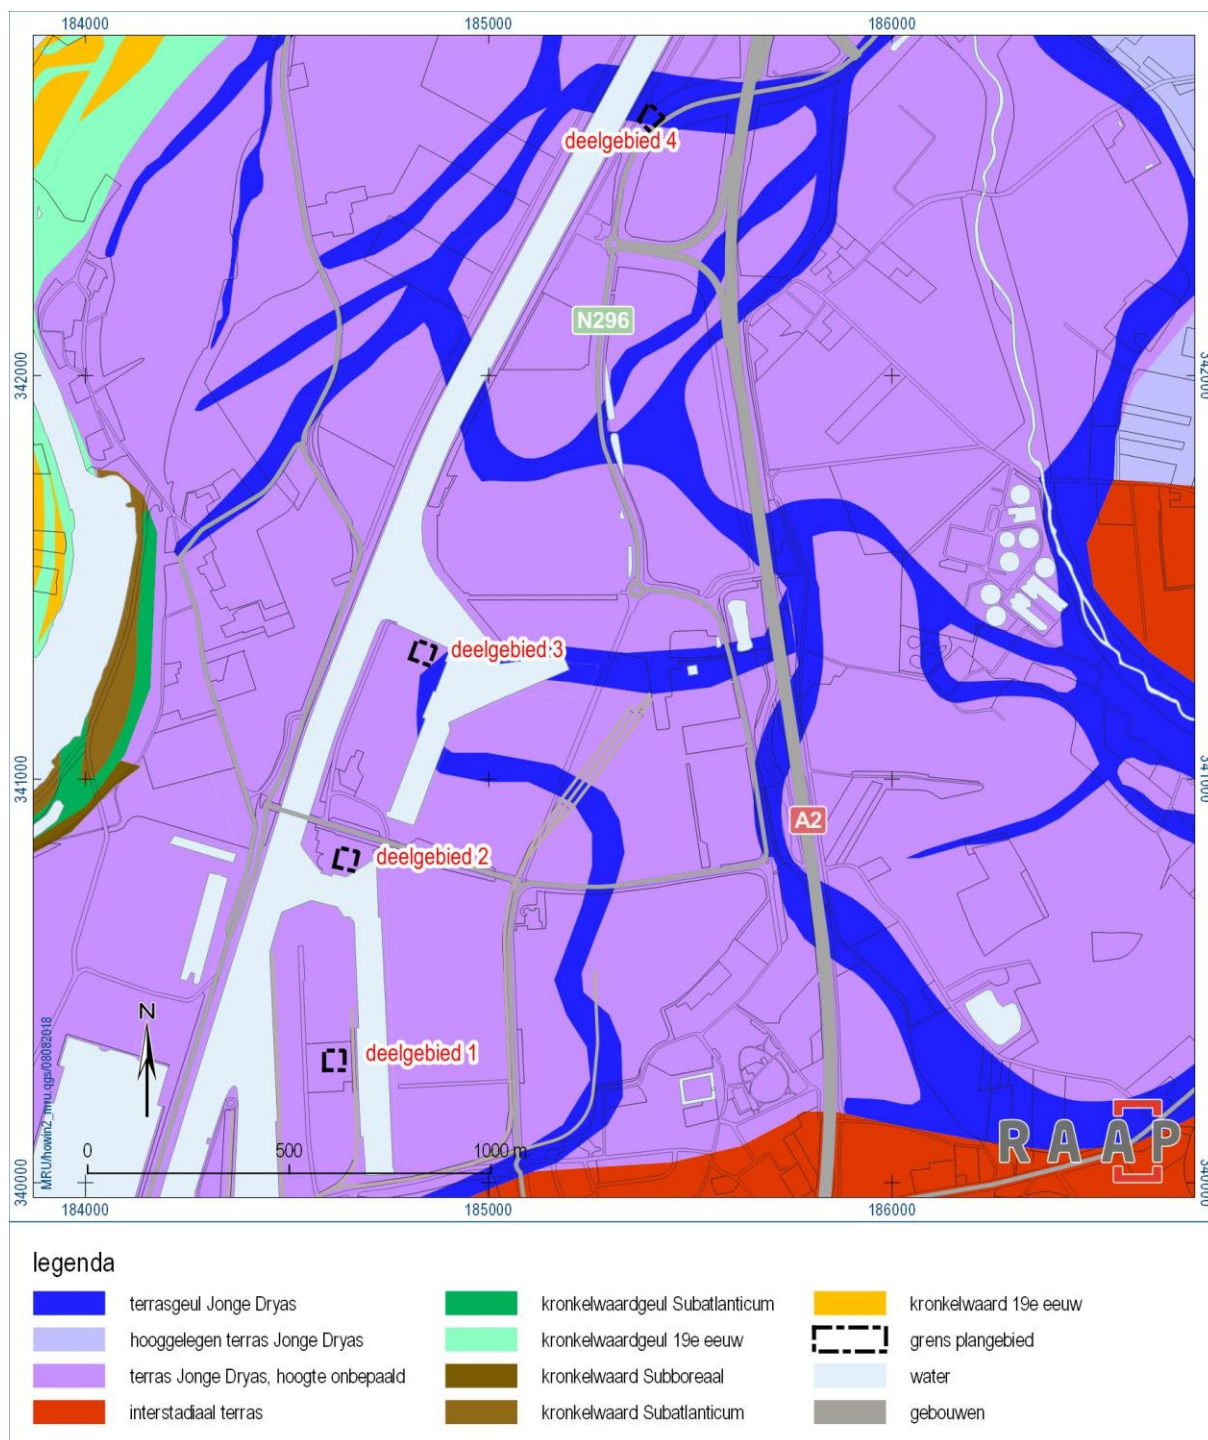 184000 185000 186000
deelgebied 4
N296
342000 342000
deelgebied 3
341000 341000
A2
deelgebied 2
N
deelgebied 1
MRU/howin2_mru.qgs/08082018
0 500 1000 m
RAAP
340000 340000
184000 185000 186000
legenda
terrasgeul Jonge Dryas
hooggelegen terras Jonge Dryas
terras Jonge Dryas, hoogte onbepaald
interstadiaal terras
kronkelwaardgeul Subatlanticum
kronkelwaardgeul 19e eeuw
kronkelwaard Subboreaal
kronkelwaard Subatlanticum
kronkelwaard 19e eeuw
grens plangebied
water
gebouwen